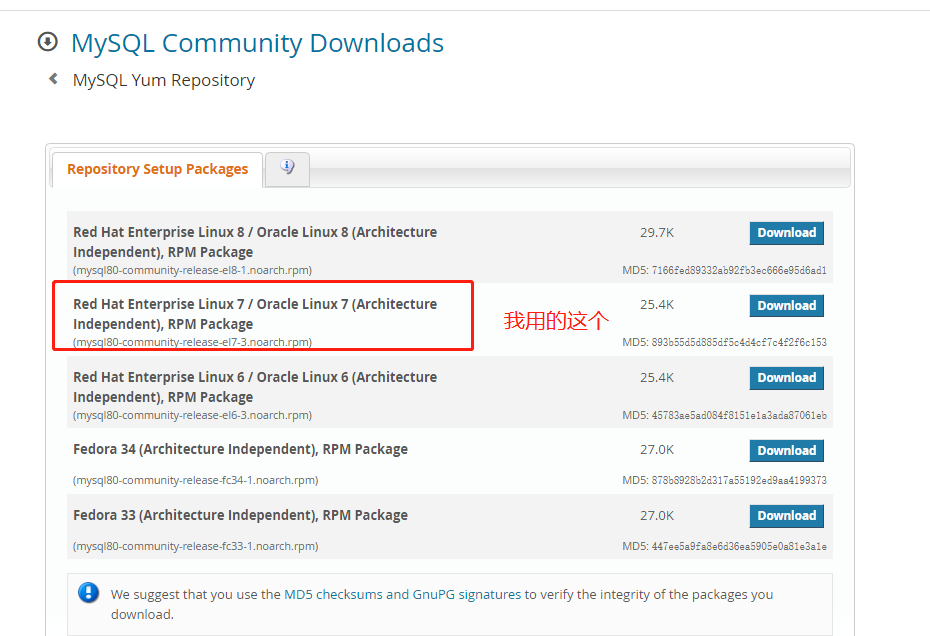 MySQL Community Downloads
MySQL Yum Repository
Repository Setup Packages
Red Hat Enterprise Linux 8 / Oracle Linux 8 (Architecture Independent), RPM Package
29.7K
Download
(mysql80-community-release-el8-1.noarch.rpm)
MD5: 7166fed89332ab92fb3ec666e95d6ad1
Red Hat Enterprise Linux 7 / Oracle Linux 7 (Architecture Independent), RPM Package
25.4K
Download
我用的这个
(mysql80-community-release-el7-3.noarch.rpm)
MD5: 893b55d5d885df5c4d4cf7c4f2f6c153
Red Hat Enterprise Linux 6 / Oracle Linux 6 (Architecture Independent), RPM Package
25.4K
Download
(mysql80-community-release-el6-3.noarch.rpm)
MD5: 45783ae5ad084f8151e1a3ada87061eb
Fedora 34 (Architecture Independent), RPM Package
27.0K
Download
(mysql80-community-release-fc34-1.noarch.rpm)
MD5: 878b8928b2d317a55192ed9aa4199373
Fedora 33 (Architecture Independent), RPM Package
27.0K
Download
(mysql80-community-release-fc33-1.noarch.rpm)
MD5: 447ee5a9fa8e6d36ea5905e0a81e3a1e
We suggest that you use the MD5 checksums and GnuPG signatures to verify the integrity of the packages you
download.